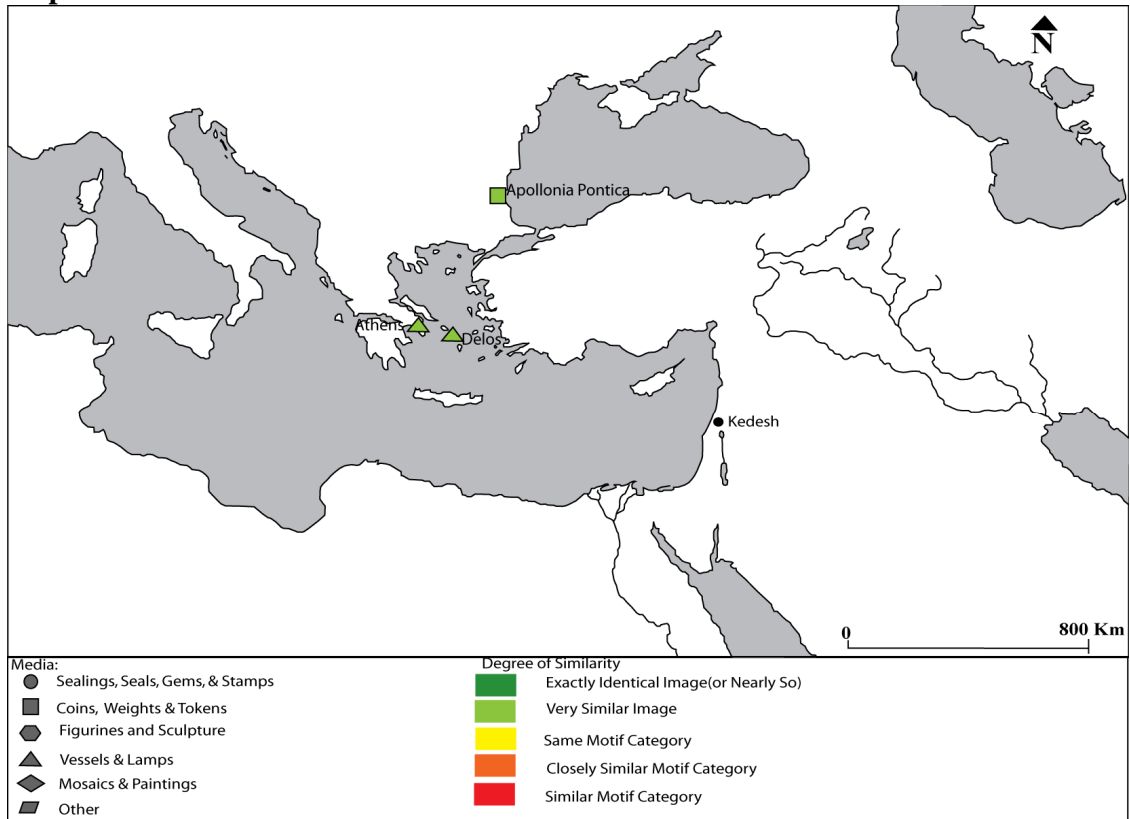 N
Apollonia Pontica
Athens
Delos
Kedesh
0
800 Km
Media:
Sealings, Seals, Gems, & Stamps
Coins, Weights & Tokens
Figurines and Sculpture
Vessels & Lamps
Mosaics & Paintings
Other
Degree of Similarity
Exactly Identical Image(or Nearly So)
Very Similar Image
Same Motif Category
Closely Similar Motif Category
Similar Motif Category